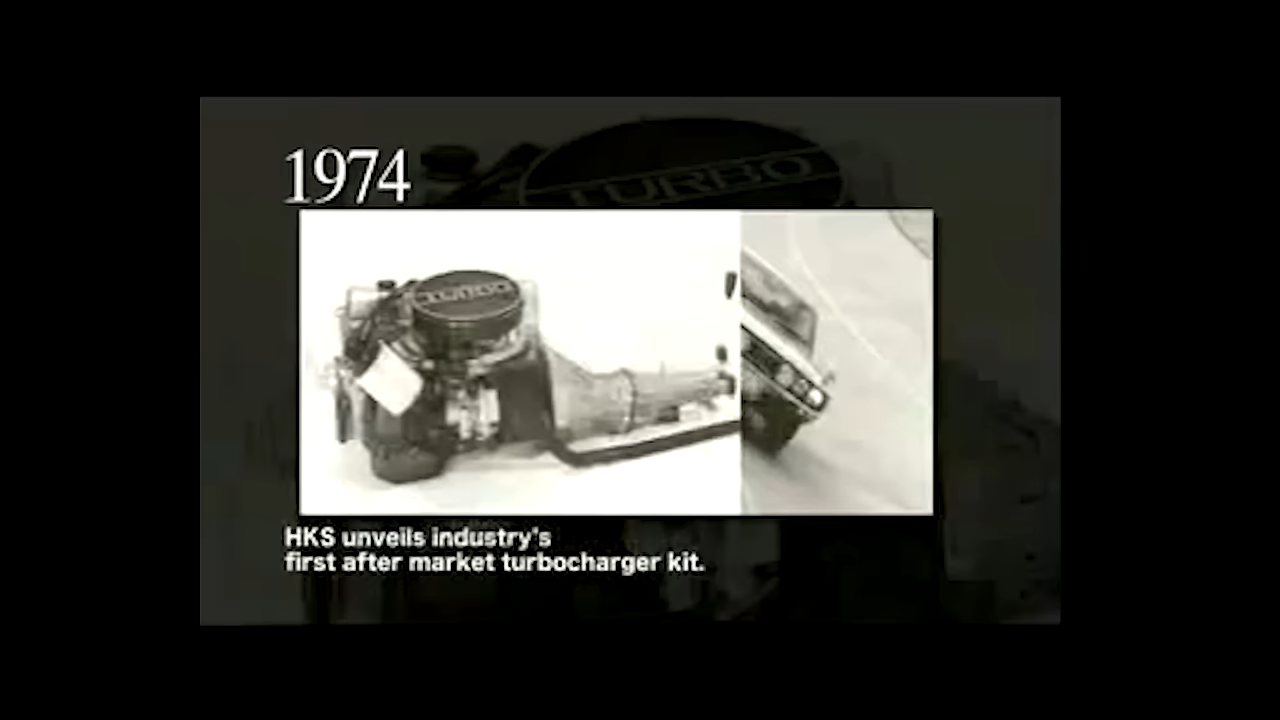 1974
TURBO
TURBO
HKS unveils industry's
first after market turbocharger kit.